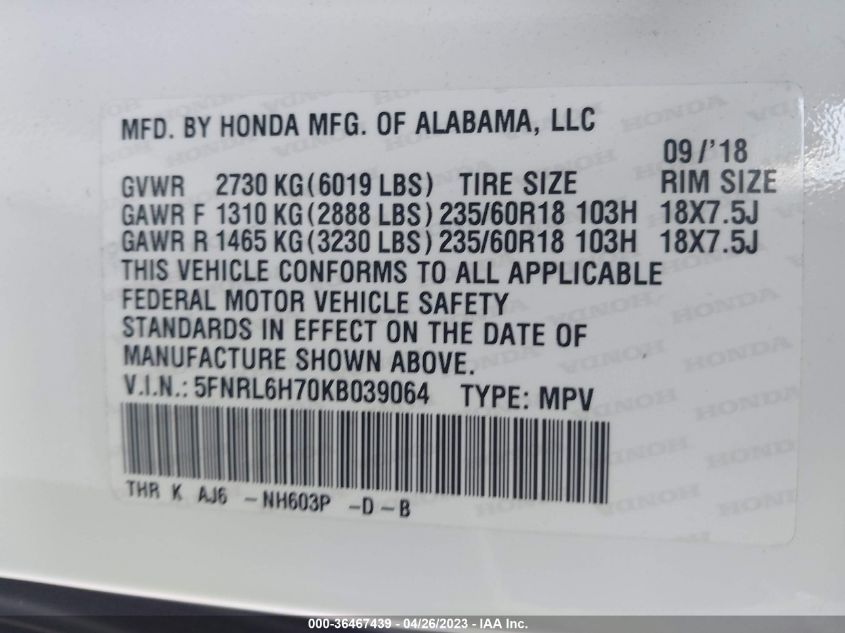 MFD. BY HONDA MFG. OF ALABAMA, LLC
09/'18
GVWR 2730 KG(6019 LBS) TIRE SIZE RIM SIZE
GAWR F 1310 KG(2888 LBS) 235/60R18 103H 18X7.5J
GAWR R 1465 KG(3230 LBS) 235/60R18 103H 18X7.5J
THIS VEHICLE CONFORMS TO ALL APPLICABLE
FEDERAL MOTOR VEHICLE SAFETY
STANDARDS IN EFFECT ON THE DATE OF
MANUFACTURE SHOWN ABOVE.
V.I.N.: 5FNRL6H70KB039064 TYPE: MPV
THR K AJ6 -NH603P -D-B
000-36467439 - 04/26/2023 - IAA Inc.